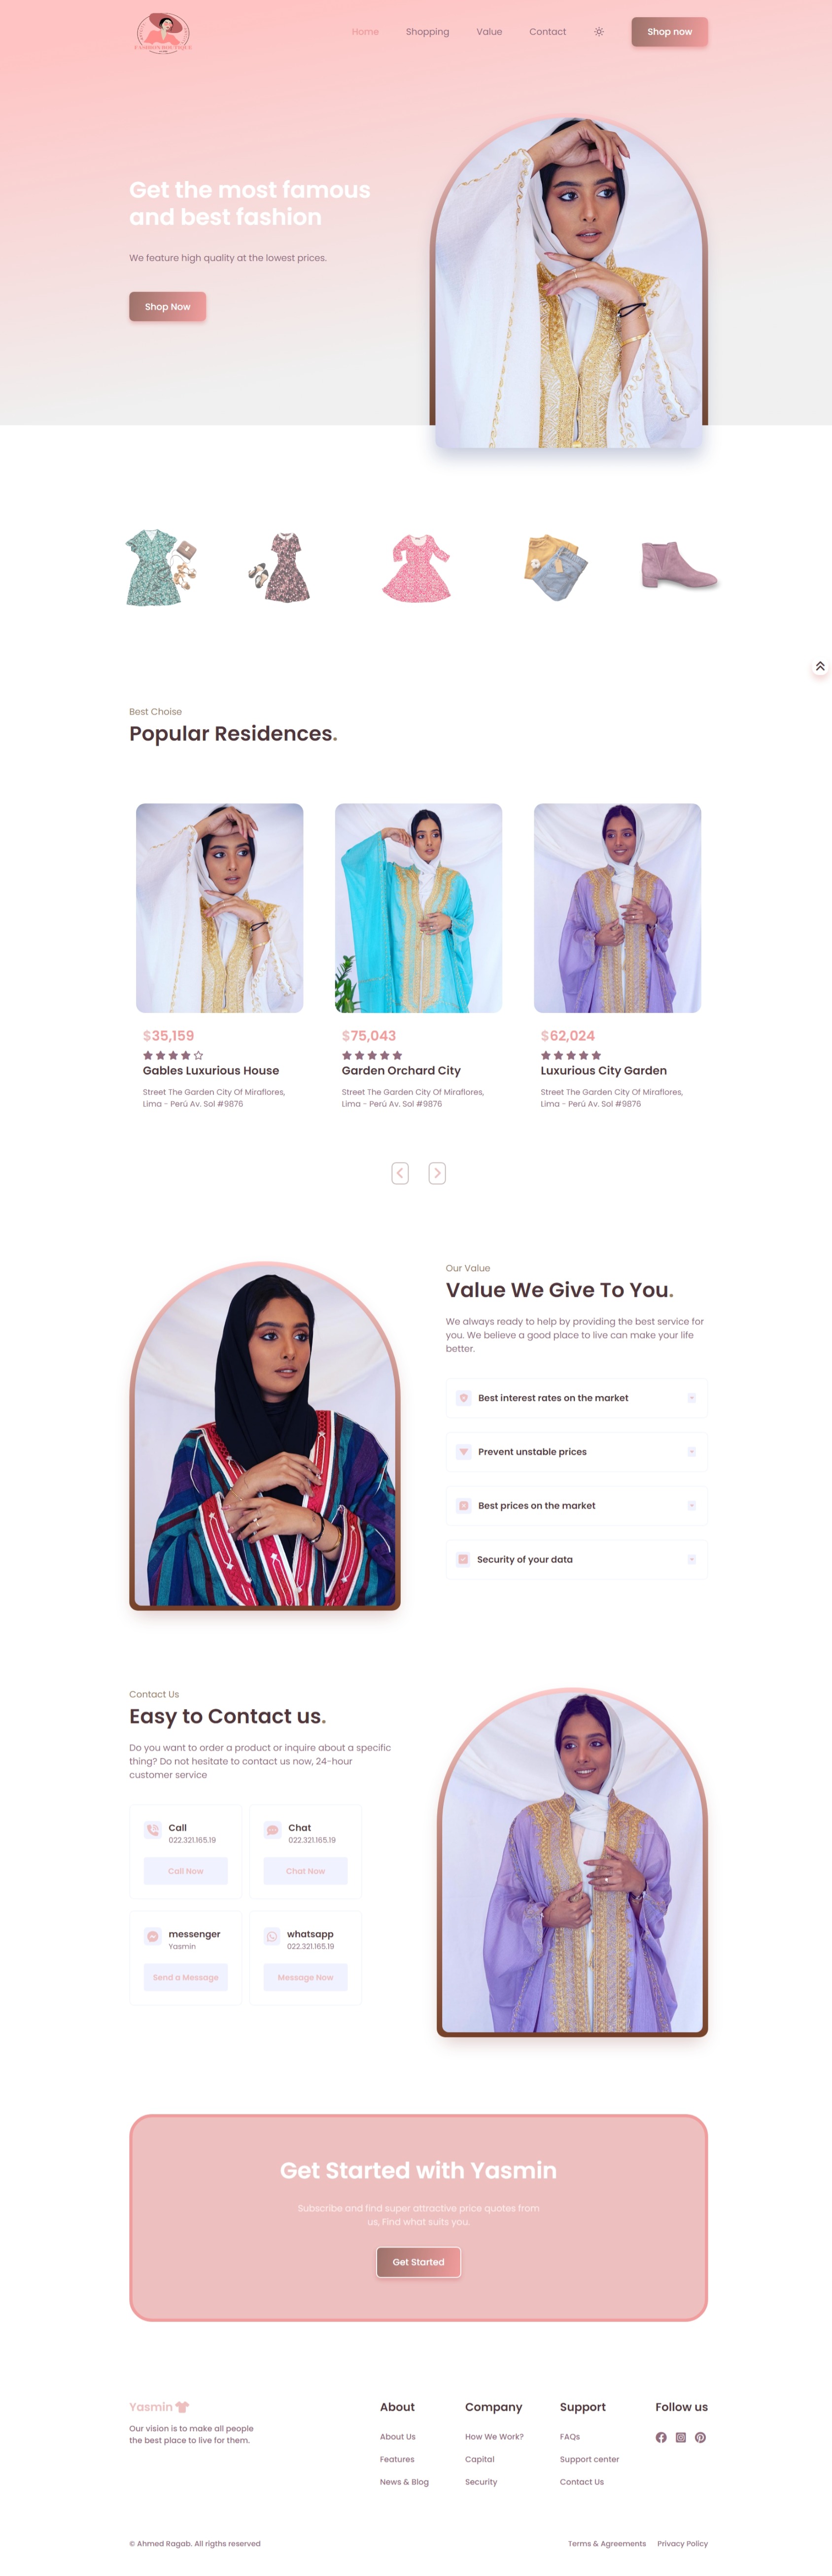 FASHION BOUTIQUE
Home
Shopping
Value
Contact
Shop now
Get the most famous
and best fashion
We feature high quality at the lowest prices.
Shop Now
Best Choise
Popular Residences.
$35,159
Gables Luxurious House
Street The Garden City Of Miraflores,
Lima - Perú Av. Sol #9876
$75,043
Garden Orchard City
Street The Garden City Of Miraflores,
Lima - Perú Av. Sol #9876
$62,024
Luxurious City Garden
Street The Garden City Of Miraflores,
Lima - Perú Av. Sol #9876
Our Value
Value We Give To You.
We always ready to help by providing the best service for
you. We believe a good place to live can make your life
better.
Best interest rates on the market
Prevent unstable prices
Best prices on the market
Security of your data
Contact Us
Easy to Contact us.
Do you want to order a product or inquire about a specific
thing? Do not hesitate to contact us now, 24-hour
customer service
Call
022.321.165.19
Call Now
Chat
022.321.165.19
Chat Now
messenger
Yasmin
Send a Message
whatsapp
022.321.165.19
Message Now
Get Started with Yasmin
Subscribe and find super attractive price quotes from
us, Find what suits you.
Get Started
Yasmin
Our vision is to make all people
the best place to live for them.
About
About Us
Features
News & Blog
Company
How We Work?
Capital
Security
Support
FAQs
Support center
Contact Us
Follow us
© Ahmed Ragab. All rigths reserved
Terms & Agreements
Privacy Policy